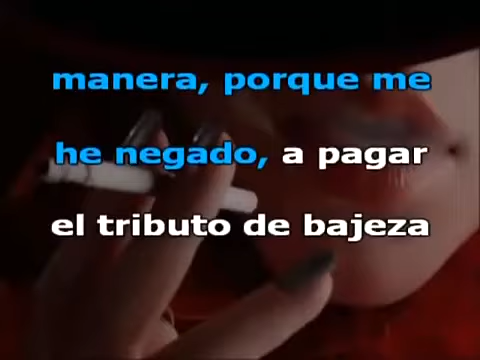 manera, porque me
he negado, a pagar
el tributo de bajeza